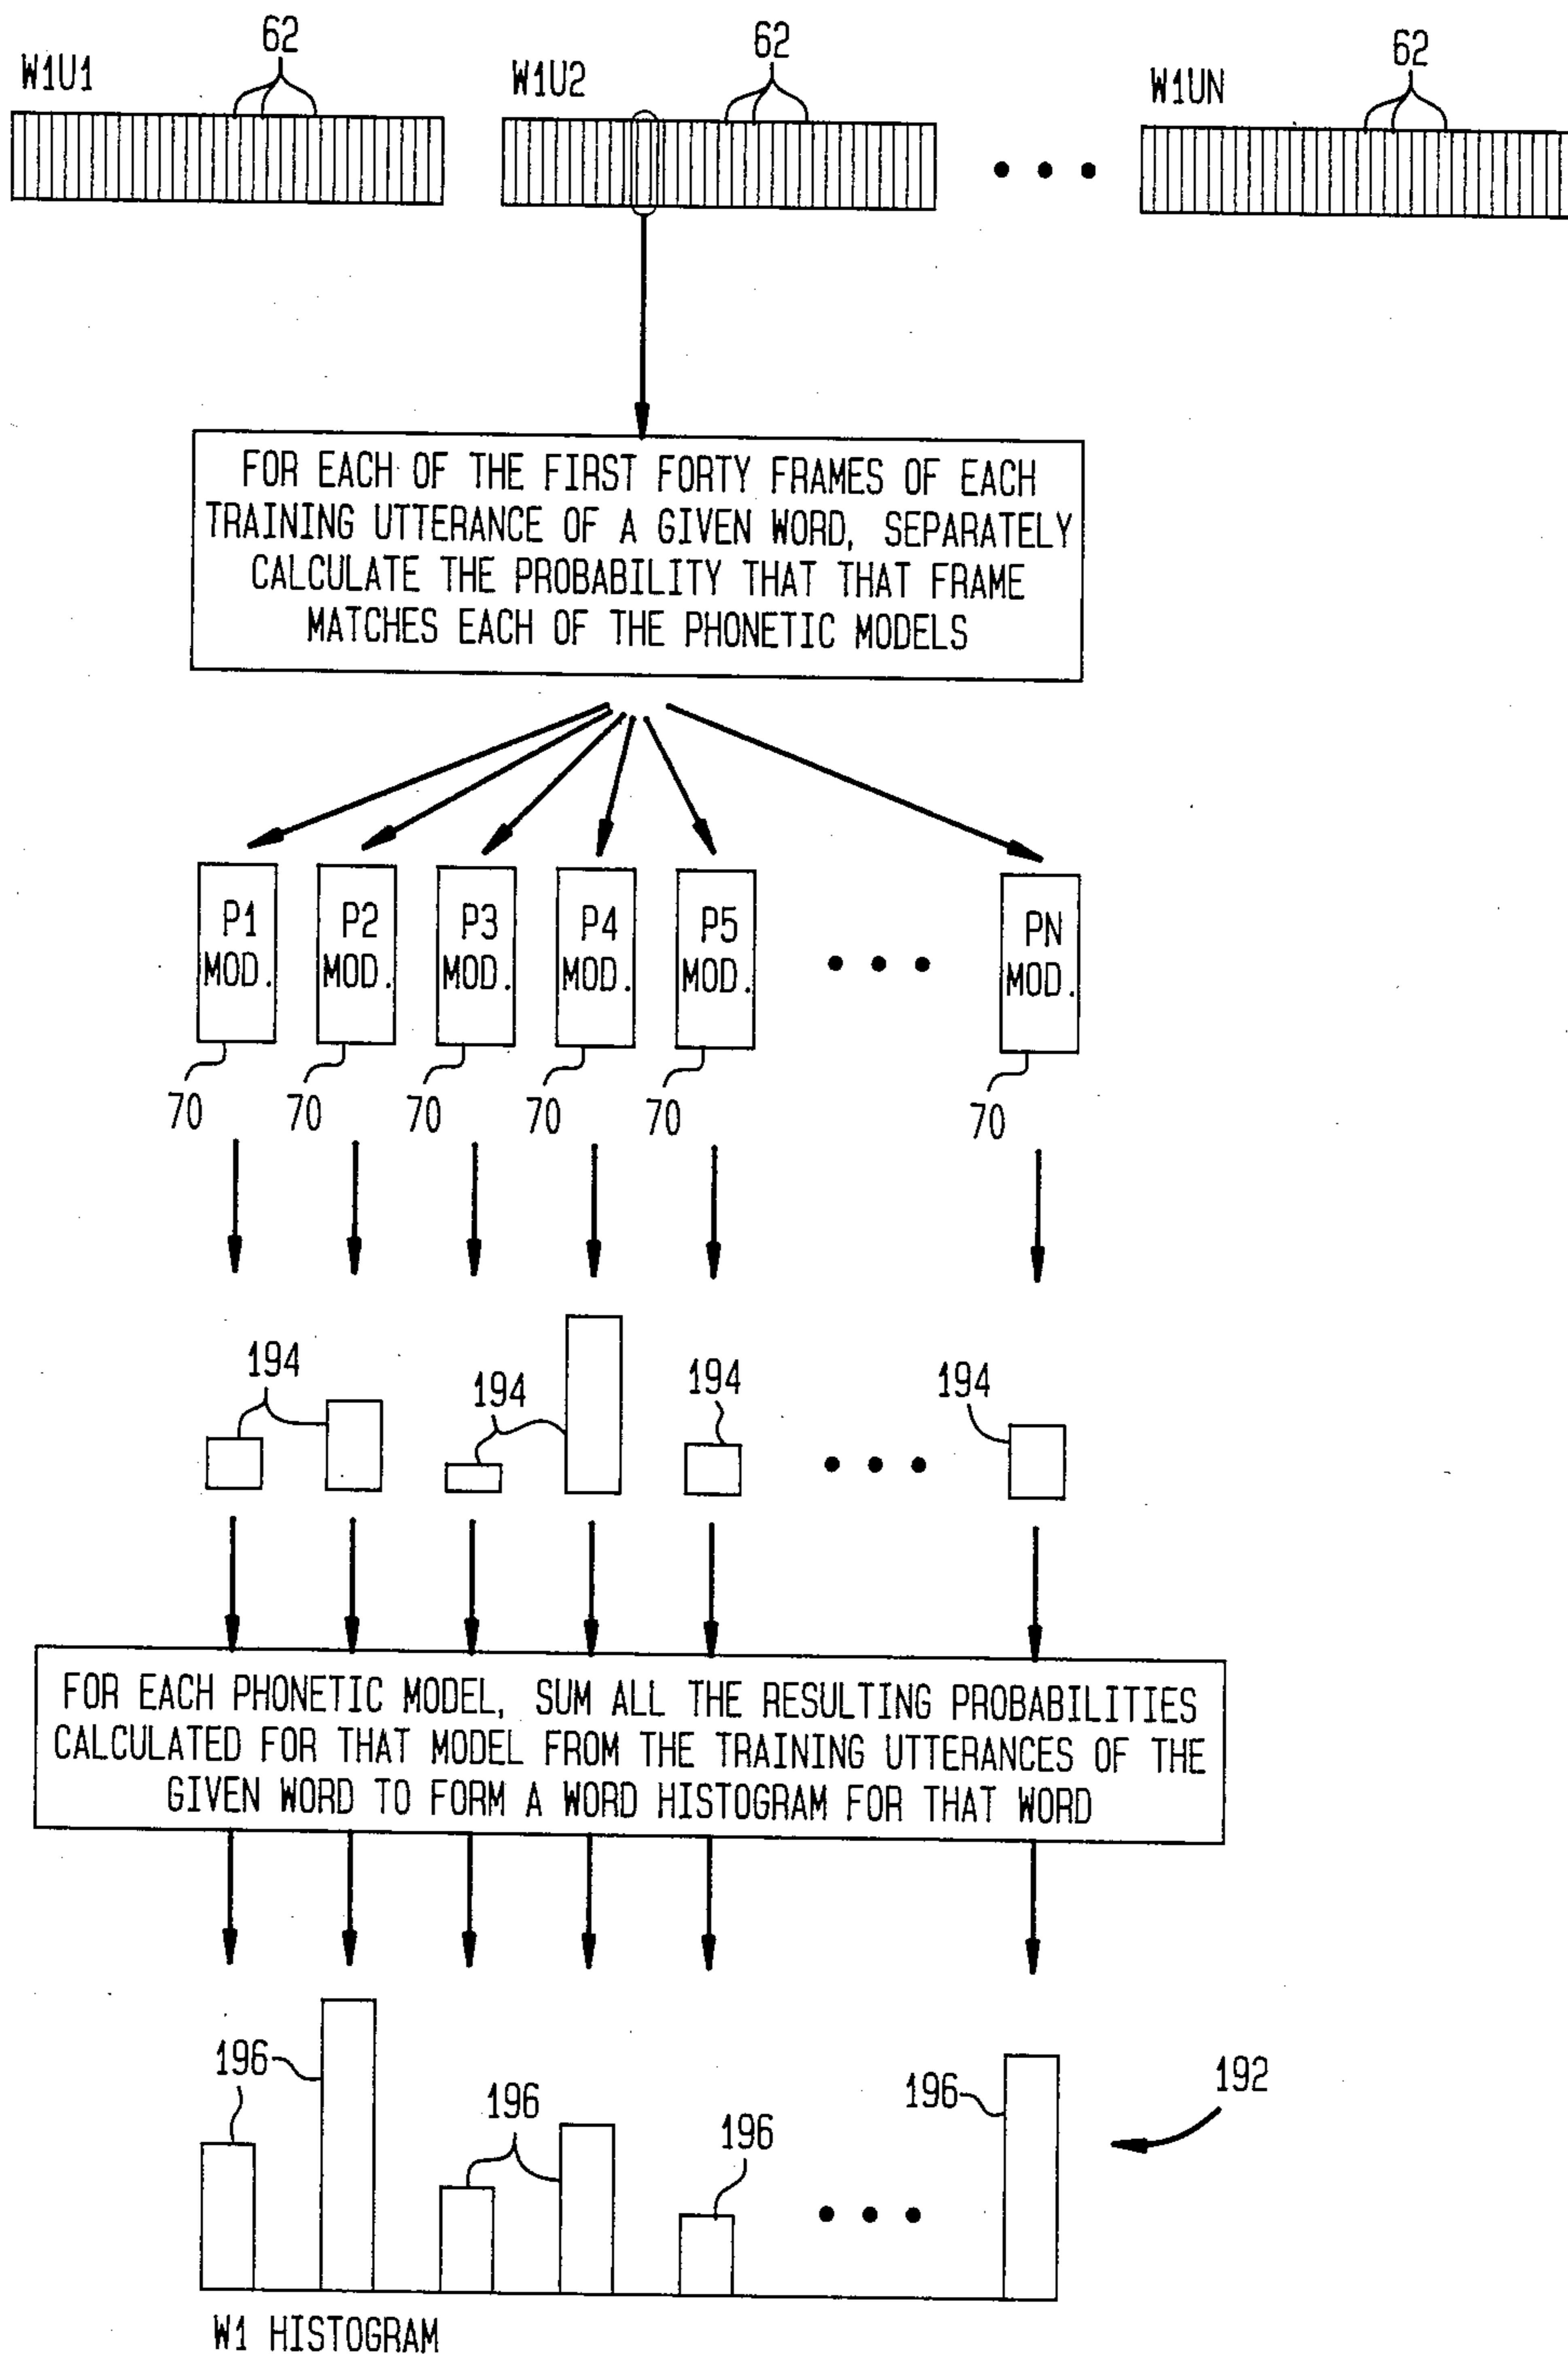 62 62 62
W1U1 W1U2 W1UN
FOR EACH OF THE FIRST FORTY FRAMES OF EACH
TRAINING UTTERANCE OF A GIVEN WORD, SEPARATELY
CALCULATE THE PROBABILITY THAT THAT FRAME
MATCHES EACH OF THE PHONETIC MODELS
P1 P2 P3 P4 P5 PN
MOD. MOD. MOD. MOD. MOD. MOD.
70 70 70 70 70 70
194 194 194 194
FOR EACH PHONETIC MODEL, SUM ALL THE RESULTING PROBABILITIES
CALCULATED FOR THAT MODEL FROM THE TRAINING UTTERANCES OF THE
GIVEN WORD TO FORM A WORD HISTOGRAM FOR THAT WORD
196 196 196 196 192
W1 HISTOGRAM